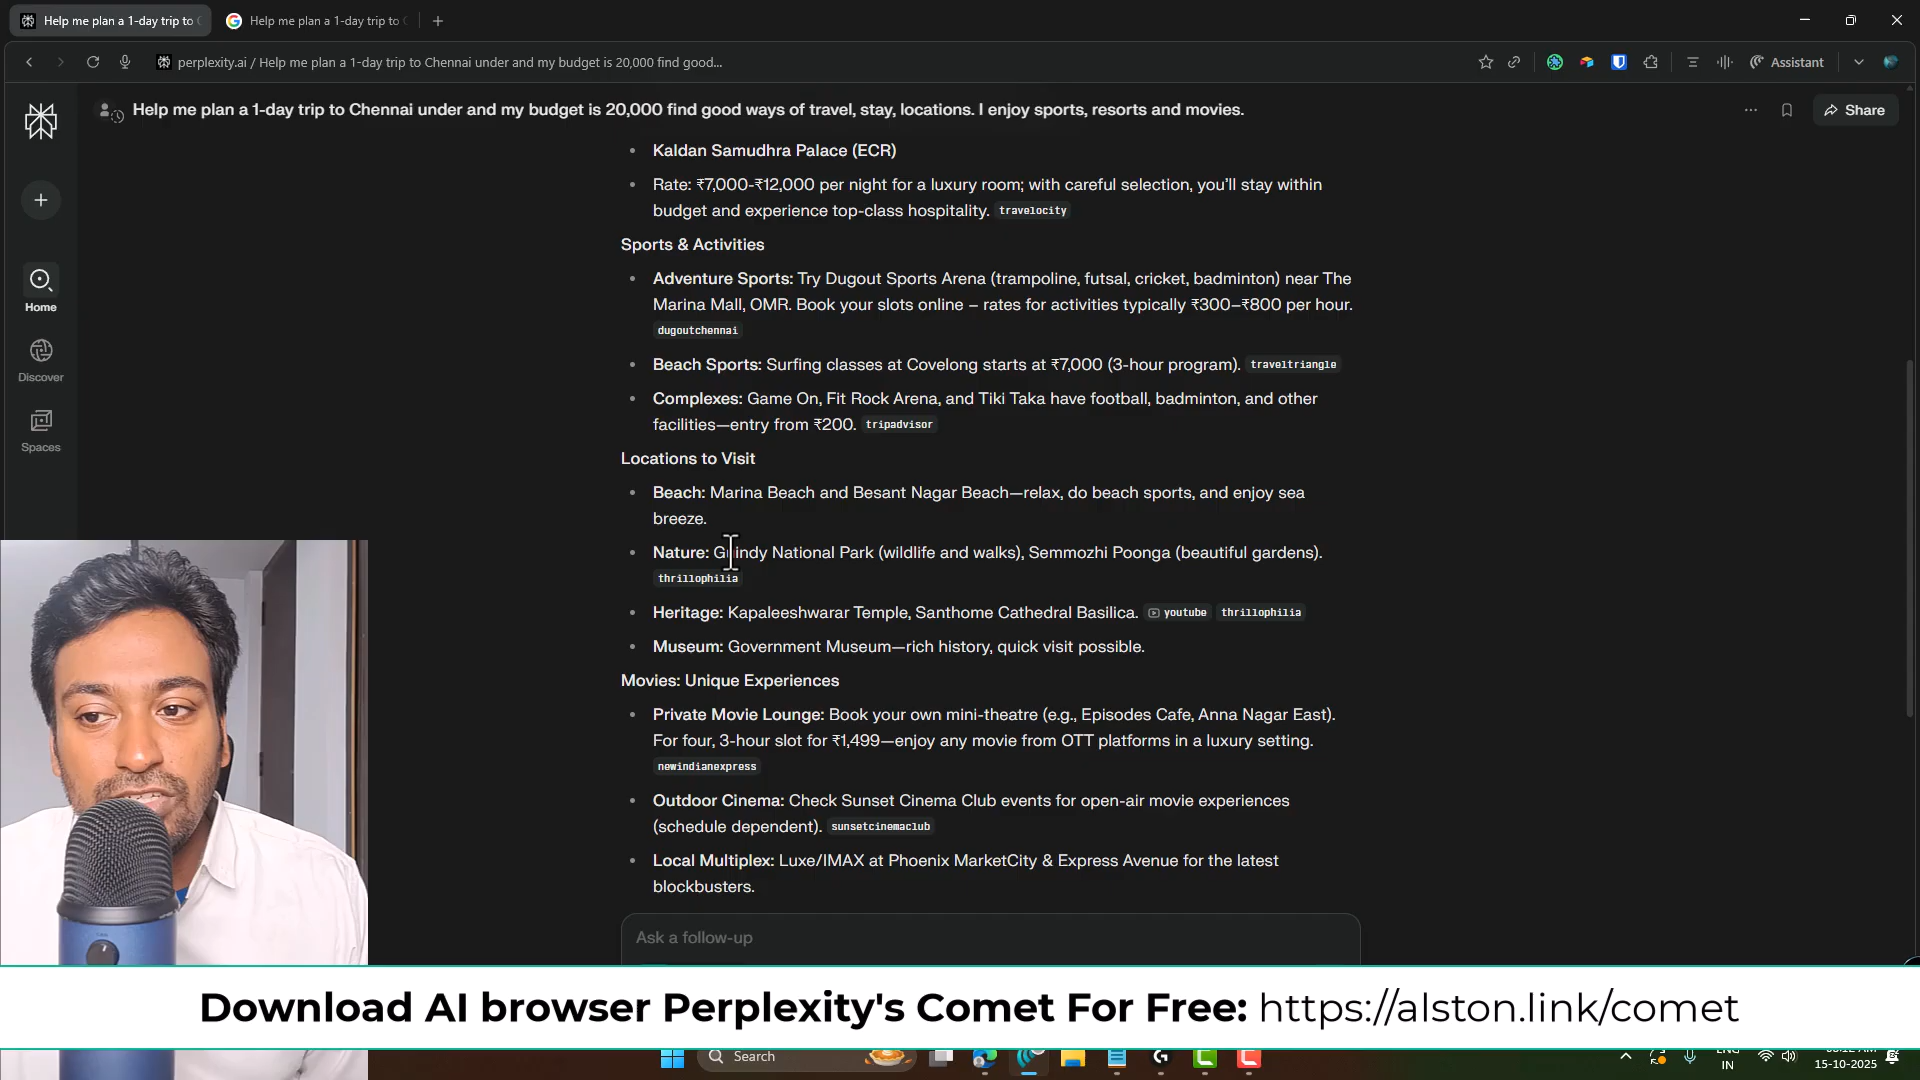 Help me plan a 1-day trip to
Help me plan a 1-day trip to
perplexity.ai / Help me plan a 1-day trip to Chennai under and my budget is 20,000 find good...
Assistant
Help me plan a 1-day trip to Chennai under and my budget is 20,000 find good ways of travel, stay, locations. I enjoy sports, resorts and movies.
Share
Home
Discover
Spaces
• Kaldan Samudhra Palace (ECR)
• Rate: ₹7,000-₹12,000 per night for a luxury room; with careful selection, you'll stay within
budget and experience top-class hospitality. travelocity
Sports & Activities
• Adventure Sports: Try Dugout Sports Arena (trampoline, futsal, cricket, badminton) near The
Marina Mall, OMR. Book your slots online – rates for activities typically ₹300–₹800 per hour.
dugoutchennai
• Beach Sports: Surfing classes at Covelong starts at ₹7,000 (3-hour program). traveltriangle
• Complexes: Game On, Fit Rock Arena, and Tiki Taka have football, badminton, and other
facilities—entry from ₹200. tripadvisor
Locations to Visit
• Beach: Marina Beach and Besant Nagar Beach—relax, do beach sports, and enjoy sea
breeze.
• Nature: Guindy National Park (wildlife and walks), Semmozhi Poonga (beautiful gardens).
thrillophilia
• Heritage: Kapaleeshwarar Temple, Santhome Cathedral Basilica. youtube thrillophilia
• Museum: Government Museum—rich history, quick visit possible.
Movies: Unique Experiences
• Private Movie Lounge: Book your own mini-theatre (e.g., Episodes Cafe, Anna Nagar East).
For four, 3-hour slot for ₹1,499—enjoy any movie from OTT platforms in a luxury setting.
newindianexpress
• Outdoor Cinema: Check Sunset Cinema Club events for open-air movie experiences
(schedule dependent). sunsetcinemaclub
• Local Multiplex: Luxe/IMAX at Phoenix MarketCity & Express Avenue for the latest
blockbusters.
Ask a follow-up
Download AI browser Perplexity's Comet For Free: https://alston.link/comet
Search
IN
15-10-2025